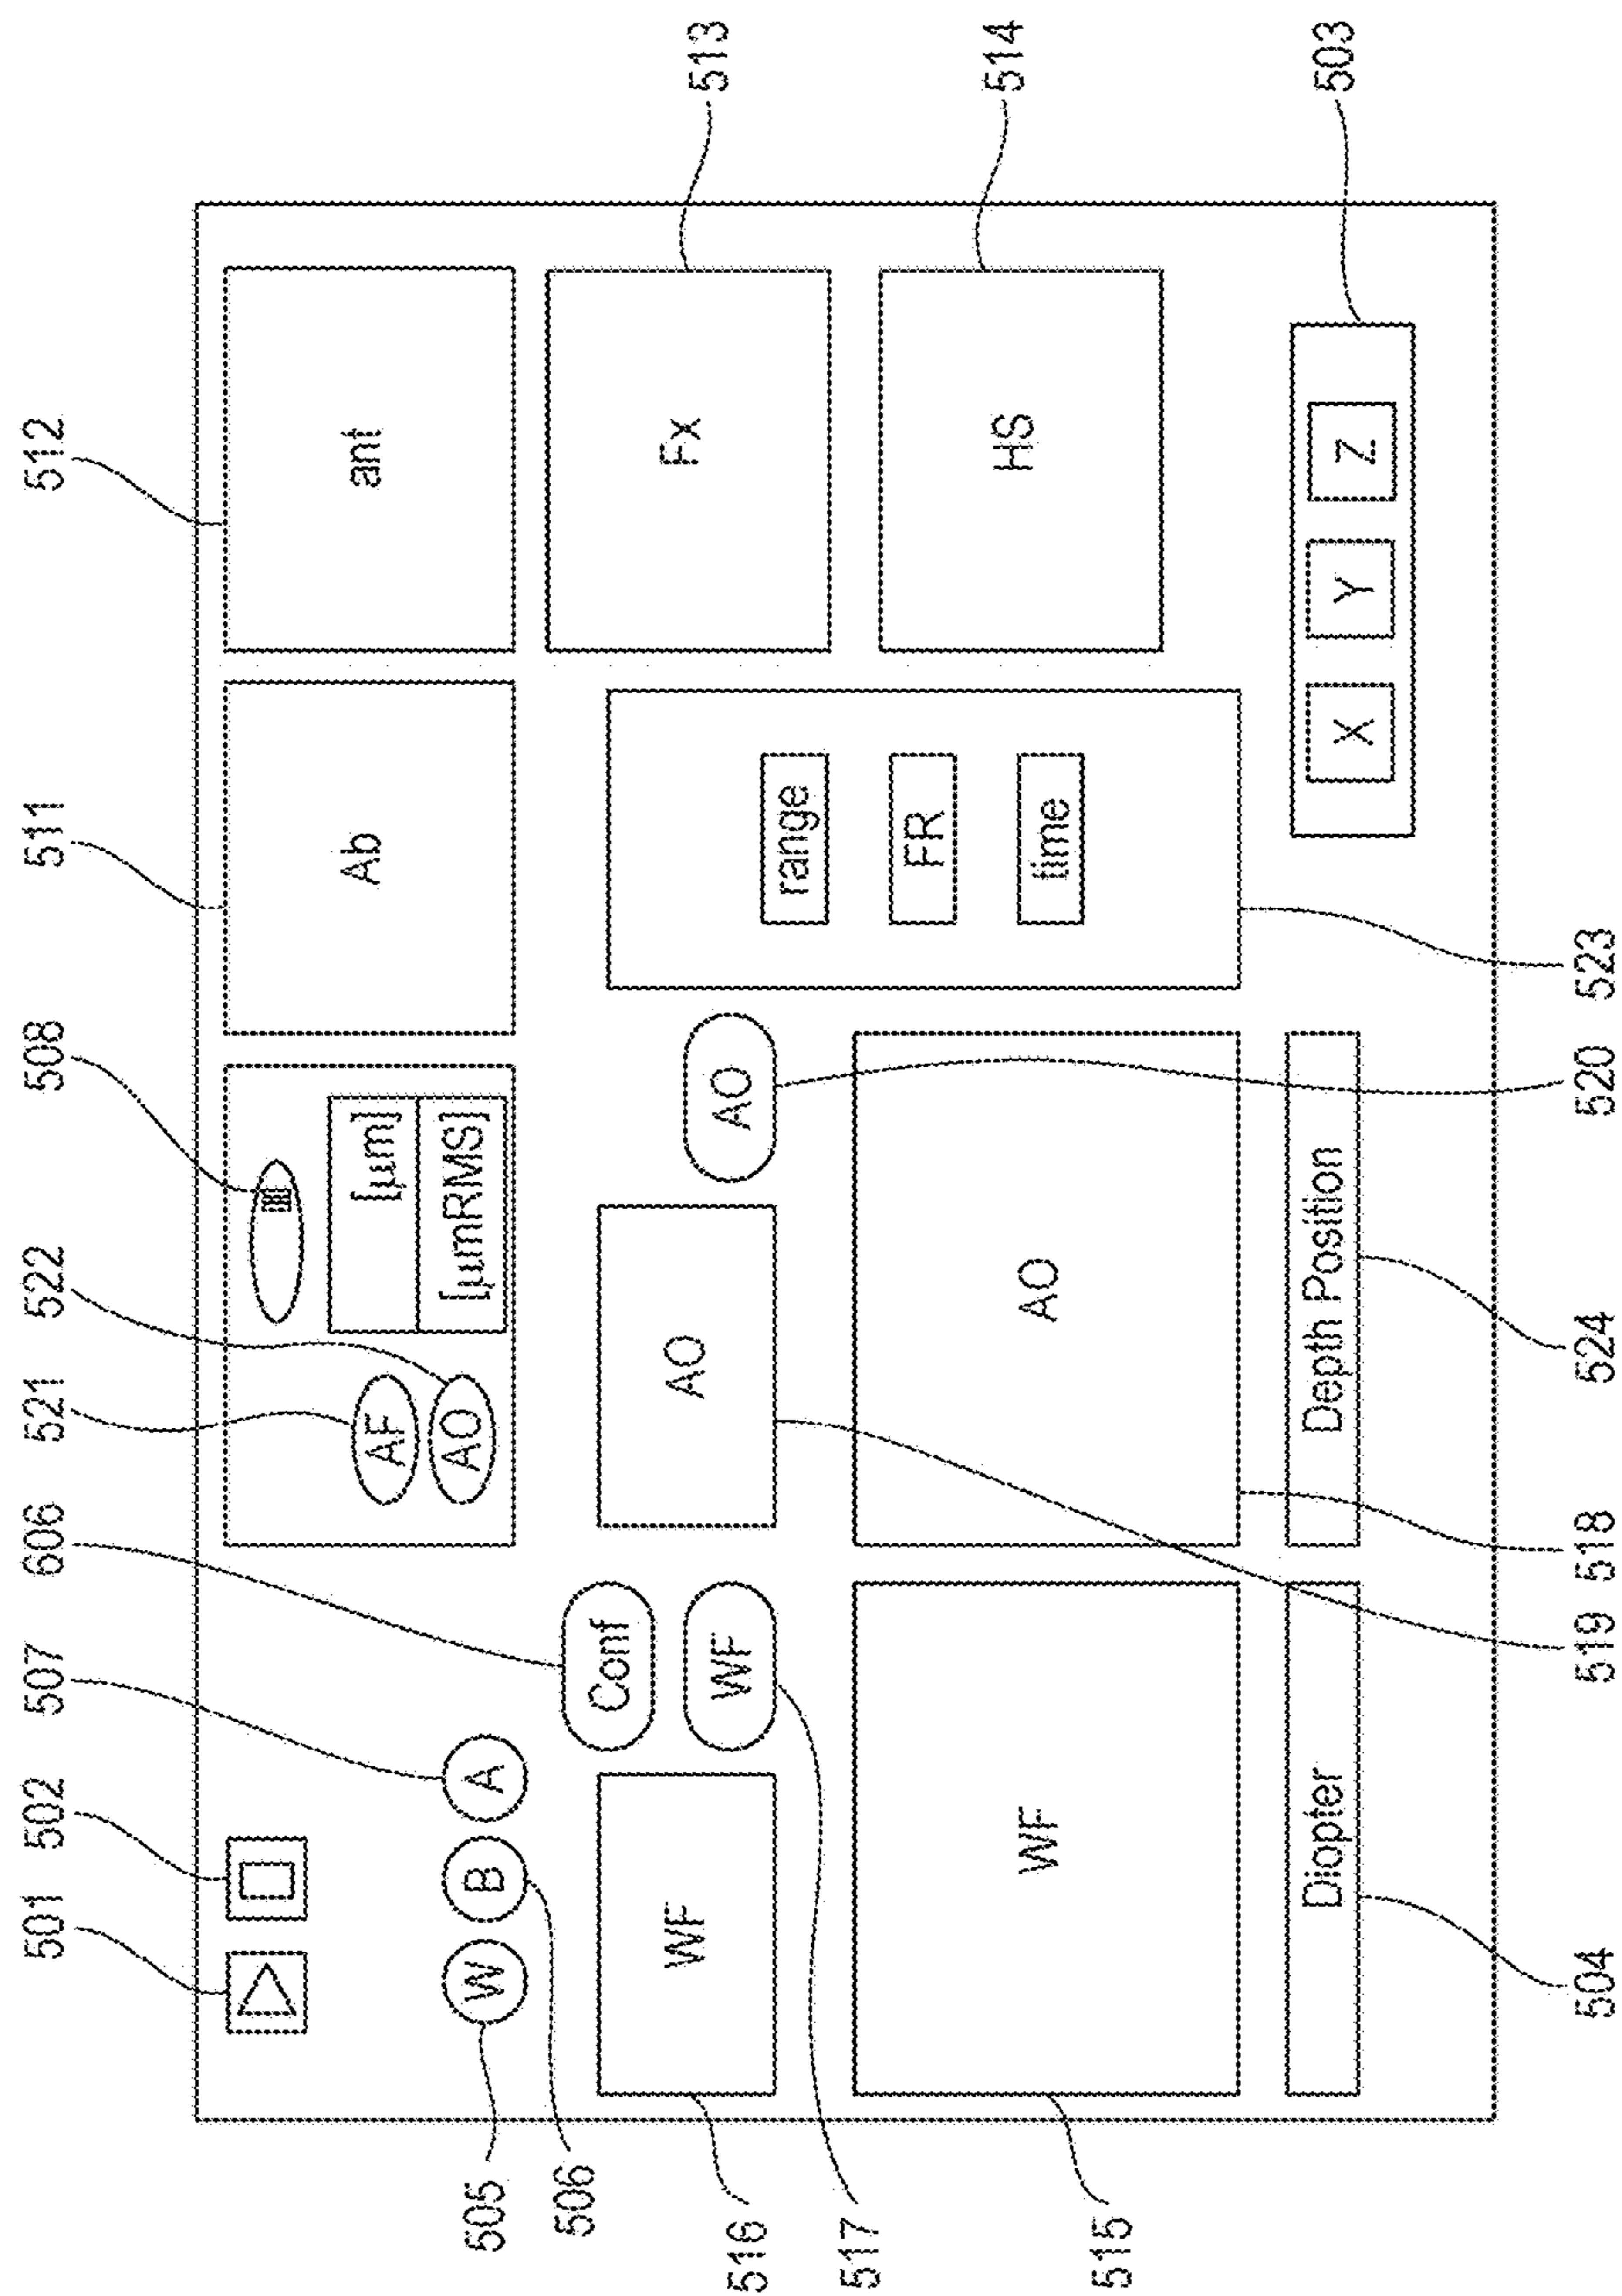 501
502
507
606
521
522
508
511
512
W
B
A
AF
AO
[μm]
[μmRMS]
Ab
ant
513
Conf
WF
WF
AO
AO
range
FR
time
Fx
514
HS
WF
AO
505
506
516
517
515
Diopter
Depth Position
X
Y
Z
503
504
519
518
524
520
523